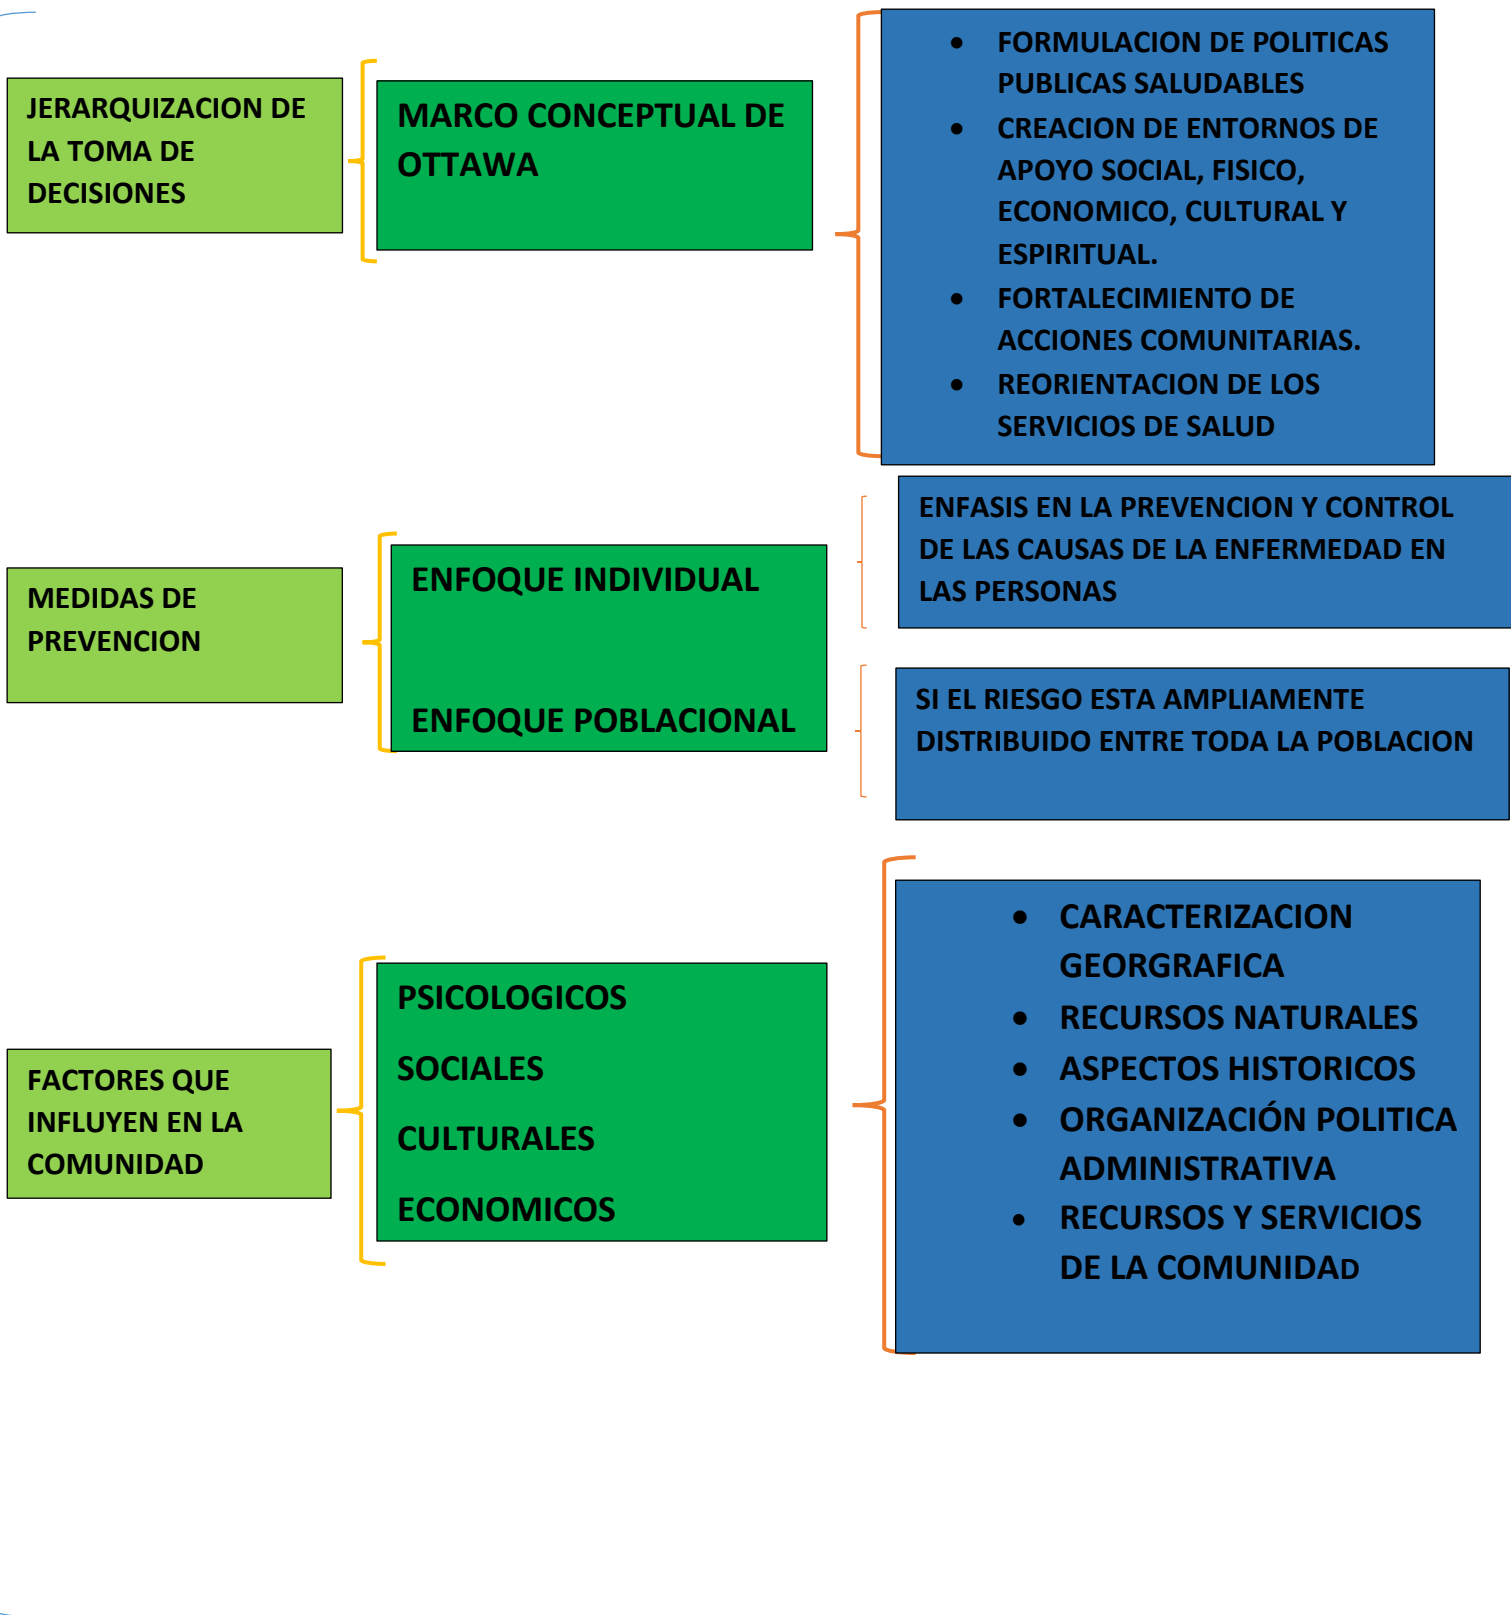 JERARQUIZACION DE
LA TOMA DE
DECISIONES
MARCO CONCEPTUAL DE
OTTAWA
• FORMULACION DE POLITICAS
PUBLICAS SALUDABLES
• CREACION DE ENTORNOS DE
APOYO SOCIAL, FISICO,
ECONOMICO, CULTURAL Y
ESPIRITUAL.
• FORTALECIMIENTO DE
ACCIONES COMUNITARIAS.
• REORIENTACION DE LOS
SERVICIOS DE SALUD
MEDIDAS DE
PREVENCION
ENFOQUE INDIVIDUAL
ENFOQUE POBLACIONAL
ENFASIS EN LA PREVENCION Y CONTROL
DE LAS CAUSAS DE LA ENFERMEDAD EN
LAS PERSONAS
SI EL RIESGO ESTA AMPLIAMENTE
DISTRIBUIDO ENTRE TODA LA POBLACION
FACTORES QUE
INFLUYEN EN LA
COMUNIDAD
PSICOLOGICOS
SOCIALES
CULTURALES
ECONOMICOS
• CARACTERIZACION
GEORGRAFICA
• RECURSOS NATURALES
• ASPECTOS HISTORICOS
• ORGANIZACIÓN POLITICA
ADMINISTRATIVA
• RECURSOS Y SERVICIOS
DE LA COMUNIDAD